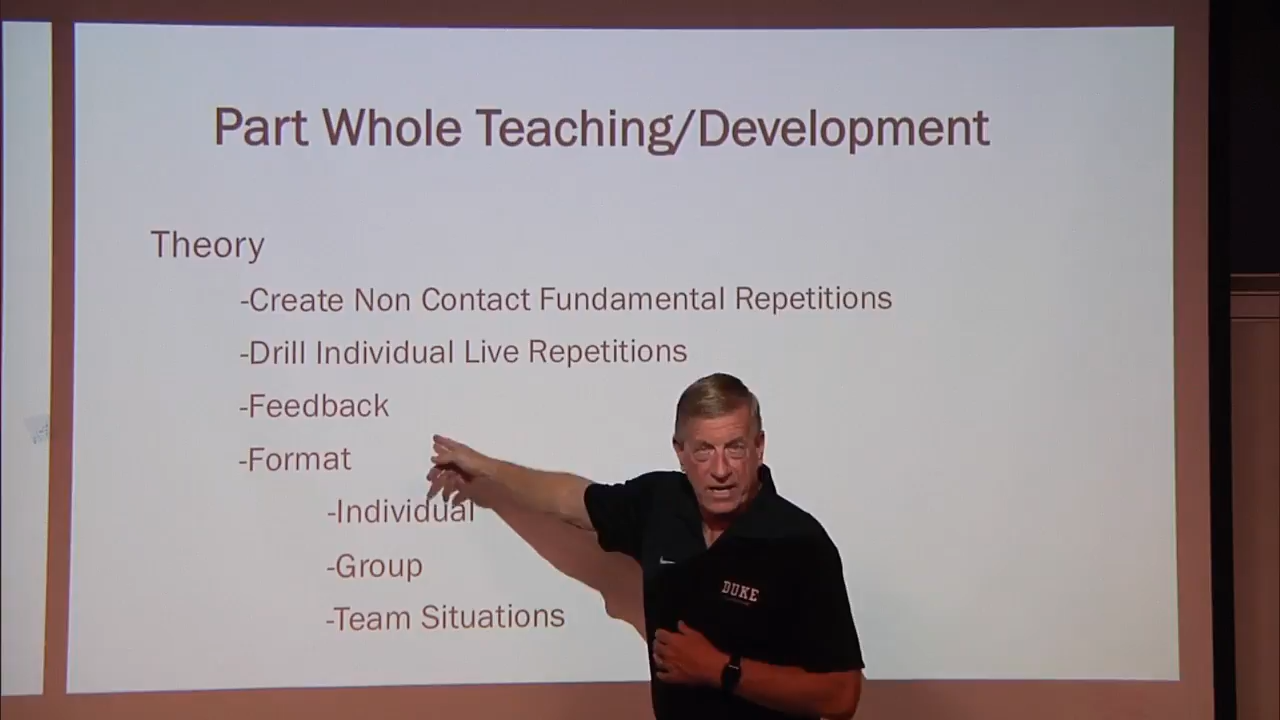 Part Whole Teaching/Development
Theory
-Create Non Contact Fundamental Repetitions
-Drill Individual Live Repetitions
-Feedback
-Format
-Individual
-Group
-Team Situations
DUKE